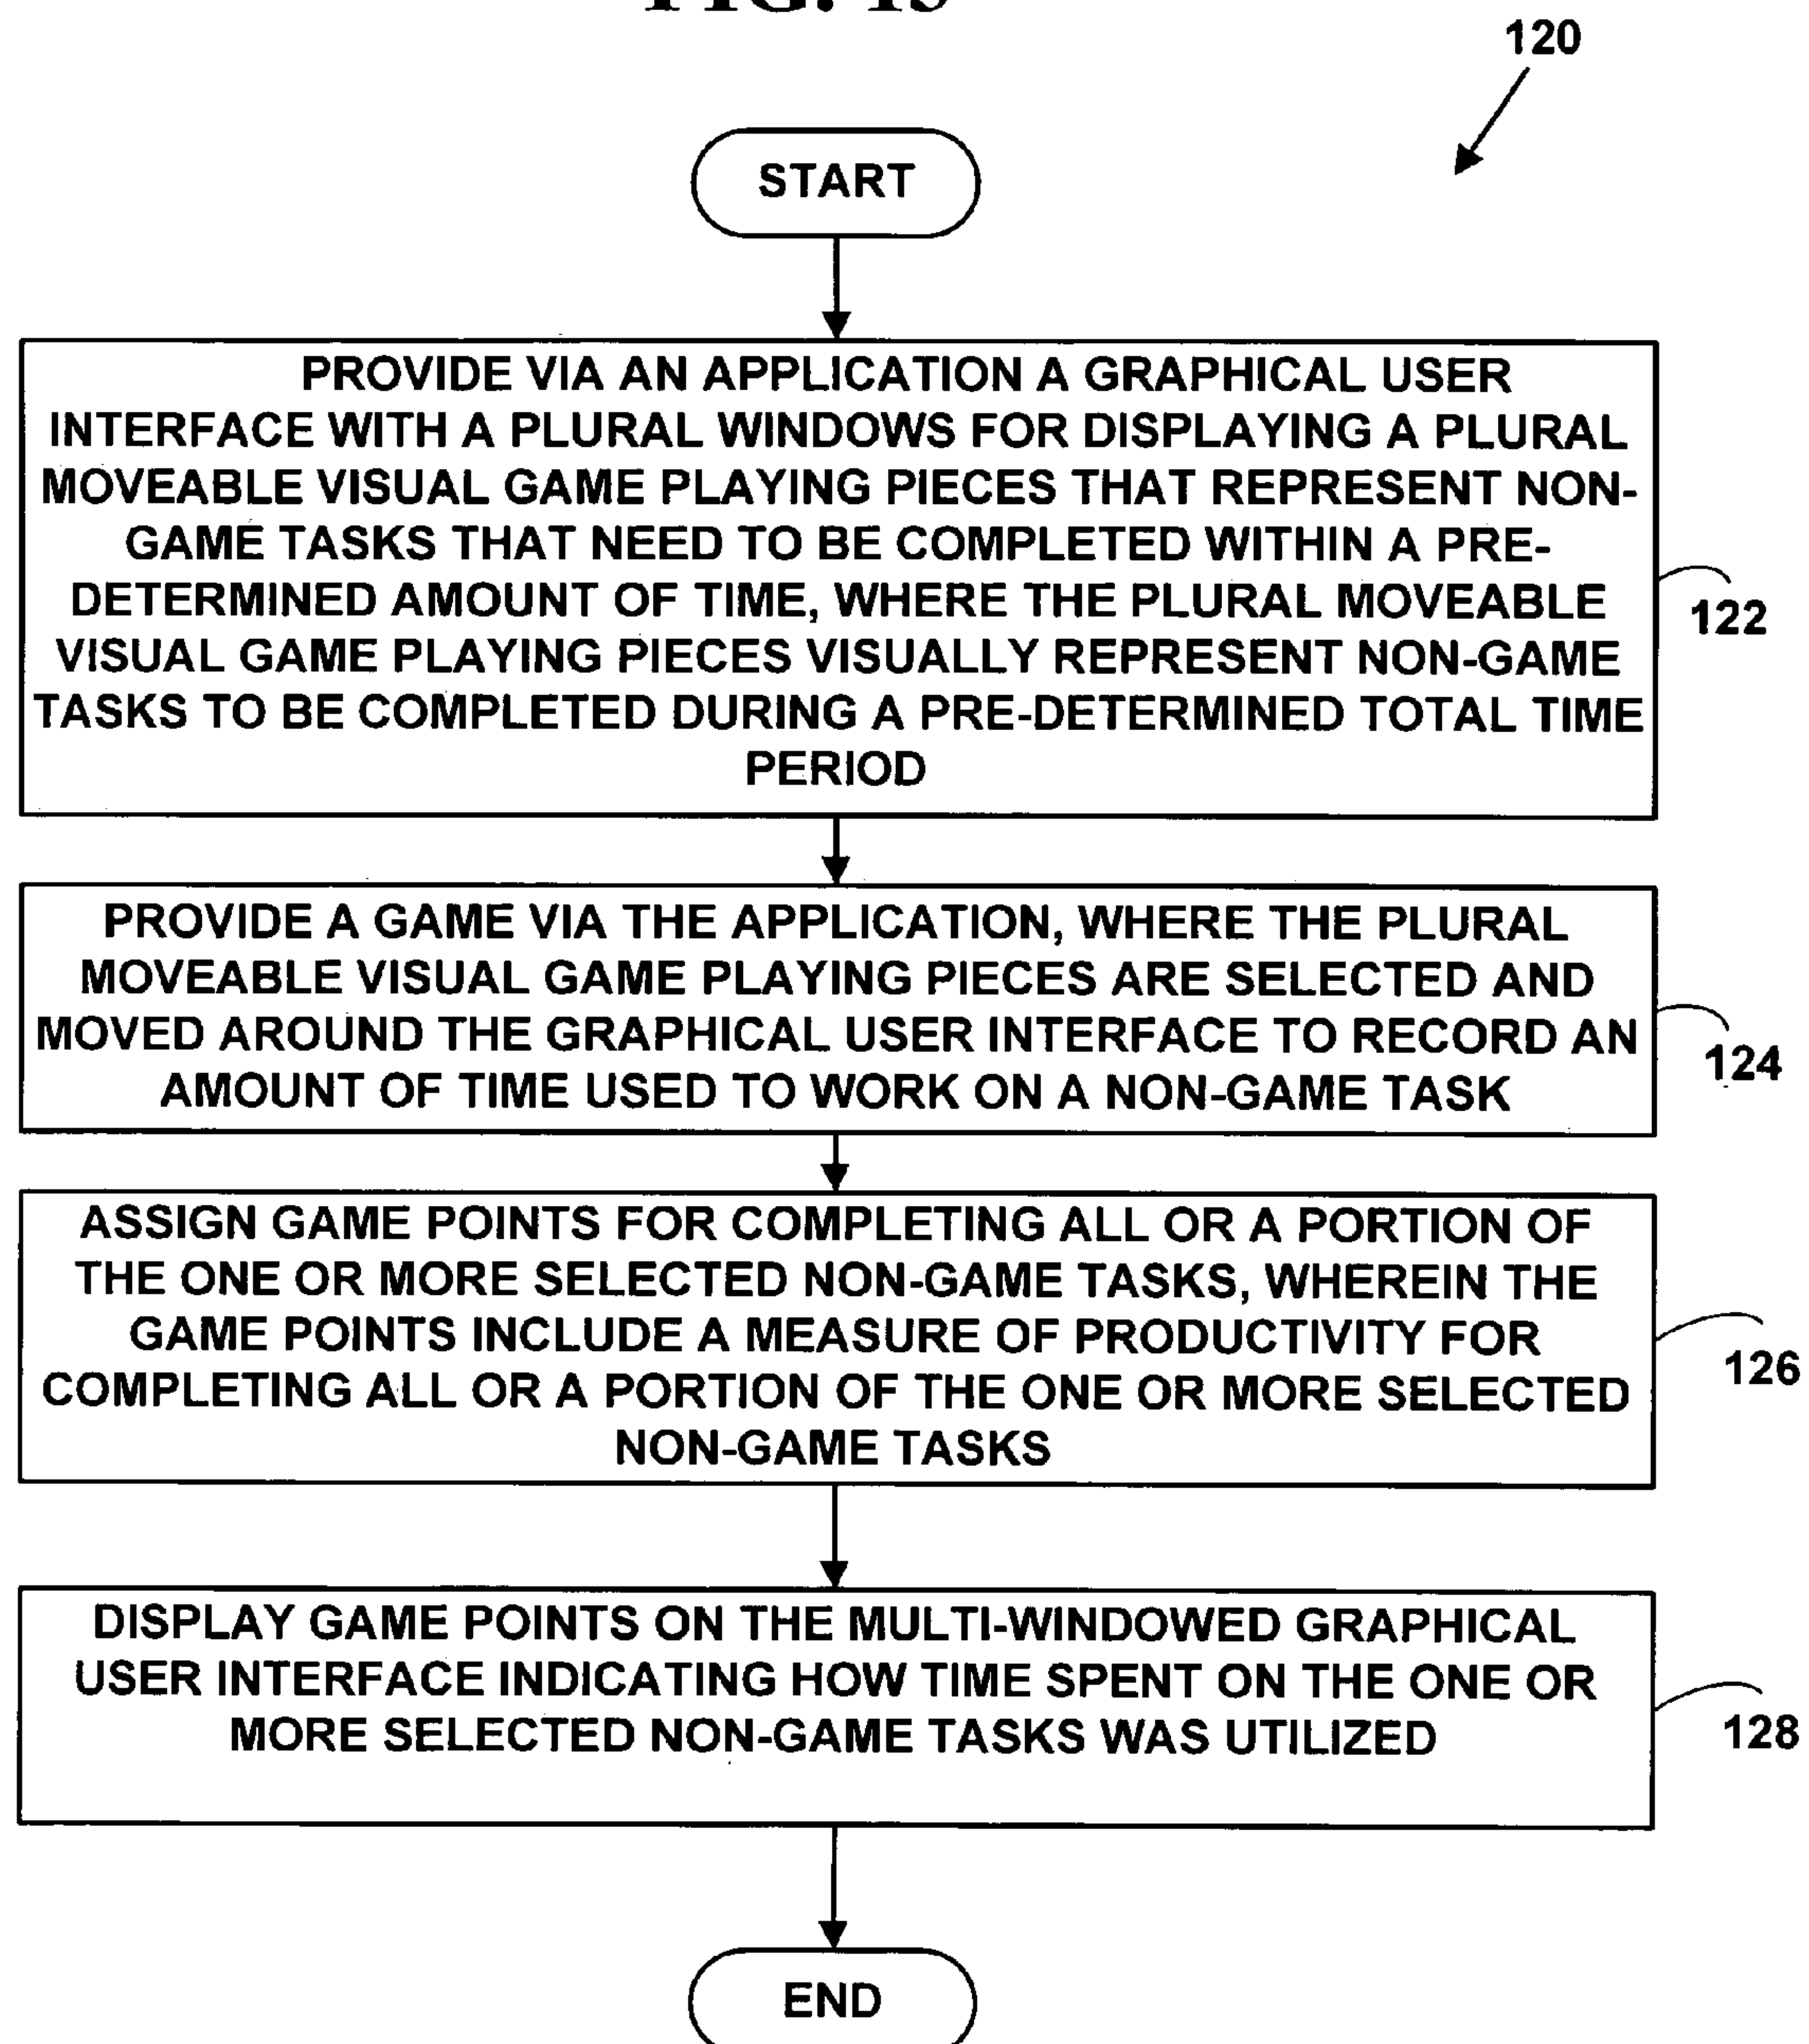 120
START
PROVIDE VIA AN APPLICATION A GRAPHICAL USER
INTERFACE WITH A PLURAL WINDOWS FOR DISPLAYING A PLURAL
MOVEABLE VISUAL GAME PLAYING PIECES THAT REPRESENT NON-
GAME TASKS THAT NEED TO BE COMPLETED WITHIN A PRE-
DETERMINED AMOUNT OF TIME, WHERE THE PLURAL MOVEABLE
VISUAL GAME PLAYING PIECES VISUALLY REPRESENT NON-GAME
TASKS TO BE COMPLETED DURING A PRE-DETERMINED TOTAL TIME
PERIOD
122
PROVIDE A GAME VIA THE APPLICATION, WHERE THE PLURAL
MOVEABLE VISUAL GAME PLAYING PIECES ARE SELECTED AND
MOVED AROUND THE GRAPHICAL USER INTERFACE TO RECORD AN
AMOUNT OF TIME USED TO WORK ON A NON-GAME TASK
124
ASSIGN GAME POINTS FOR COMPLETING ALL OR A PORTION OF
THE ONE OR MORE SELECTED NON-GAME TASKS, WHEREIN THE
GAME POINTS INCLUDE A MEASURE OF PRODUCTIVITY FOR
COMPLETING ALL OR A PORTION OF THE ONE OR MORE SELECTED
NON-GAME TASKS
126
DISPLAY GAME POINTS ON THE MULTI-WINDOWED GRAPHICAL
USER INTERFACE INDICATING HOW TIME SPENT ON THE ONE OR
MORE SELECTED NON-GAME TASKS WAS UTILIZED
128
END